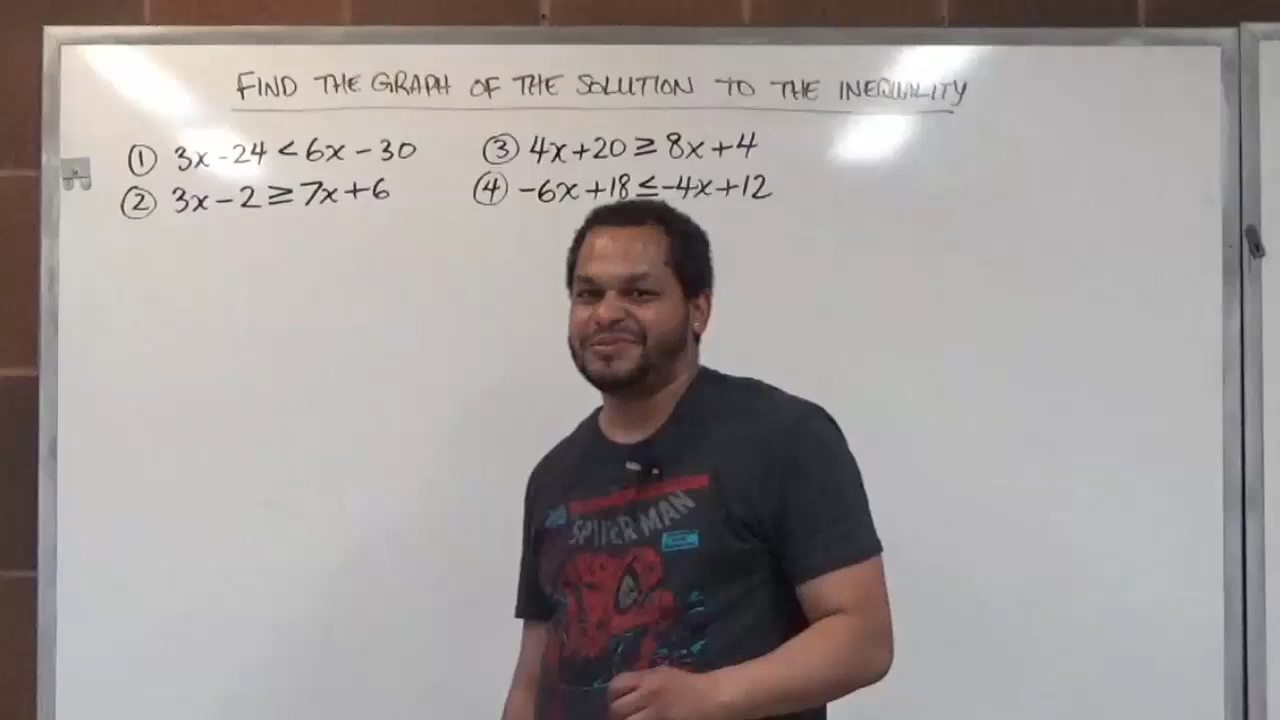 FIND THE GRAPH OF THE SOLUTION TO THE INEQUALITY
① 3x-24 < 6x-30
② 3x-2 ≥ 7x+6
③ 4x+20 ≥ 8x+4
④ -6x+18 ≤ -4x+12
SPIDER-MAN